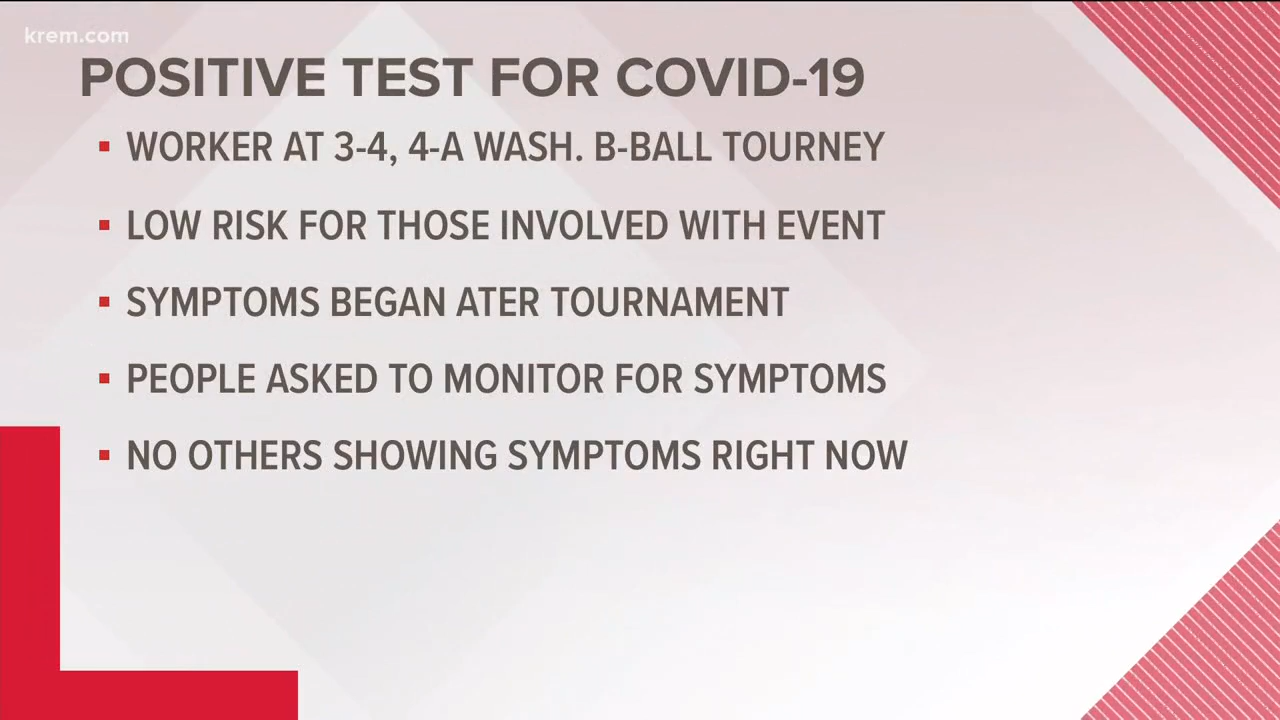 krem.com
POSITIVE TEST FOR COVID-19
WORKER AT 3-4, 4-A WASH. B-BALL TOURNEY
LOW RISK FOR THOSE INVOLVED WITH EVENT
SYMPTOMS BEGAN ATER TOURNAMENT
PEOPLE ASKED TO MONITOR FOR SYMPTOMS
NO OTHERS SHOWING SYMPTOMS RIGHT NOW